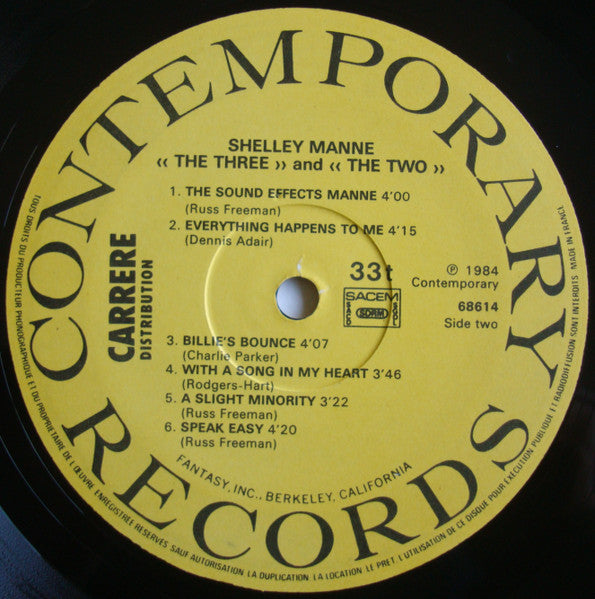 CONTEMPORARY
RECORDS
SHELLEY MANNE
‹‹ THE THREE ›› and ‹‹ THE TWO ››
1. THE SOUND EFFECTS MANNE 4'00
(Russ Freeman)
2. EVERYTHING HAPPENS TO ME 4'15
(Dennis Adair)
CARRERE
DISTRIBUTION
33t
SACEM
SACD
SDRM
SGDL
℗ 1984
Contemporary
68614
Side two
3. BILLIE'S BOUNCE 4'07
(Charlie Parker)
4. WITH A SONG IN MY HEART 3'46
(Rodgers-Hart)
5. A SLIGHT MINORITY 3'22
(Russ Freeman)
6. SPEAK EASY 4'20
(Russ Freeman)
FANTASY, INC., BERKELEY, CALIFORNIA
TOUS DROITS DU PRODUCTEUR PHONOGRAPHIQUE ET DU PROPRIETAIRE DE L'ŒUVRE ENREGISTREE RESERVES SAUF AUTORISATION LA DUPLICATION, LA LOCATION, LE PRET, L'UTILISATION DE CE DISQUE POUR EXECUTION PUBLIQUE ET RADIODIFFUSION SONT INTERDITS. MADE IN FRANCE